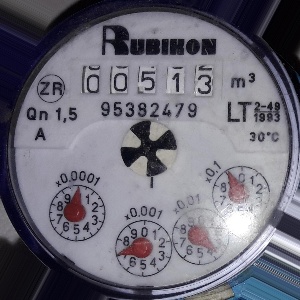 RUBIKON
ZR 00513 m³
Qn 1,5 95382479 LT 2-49 1993
A 30°C
x0,0001 x0,1
x0,001 x0,01